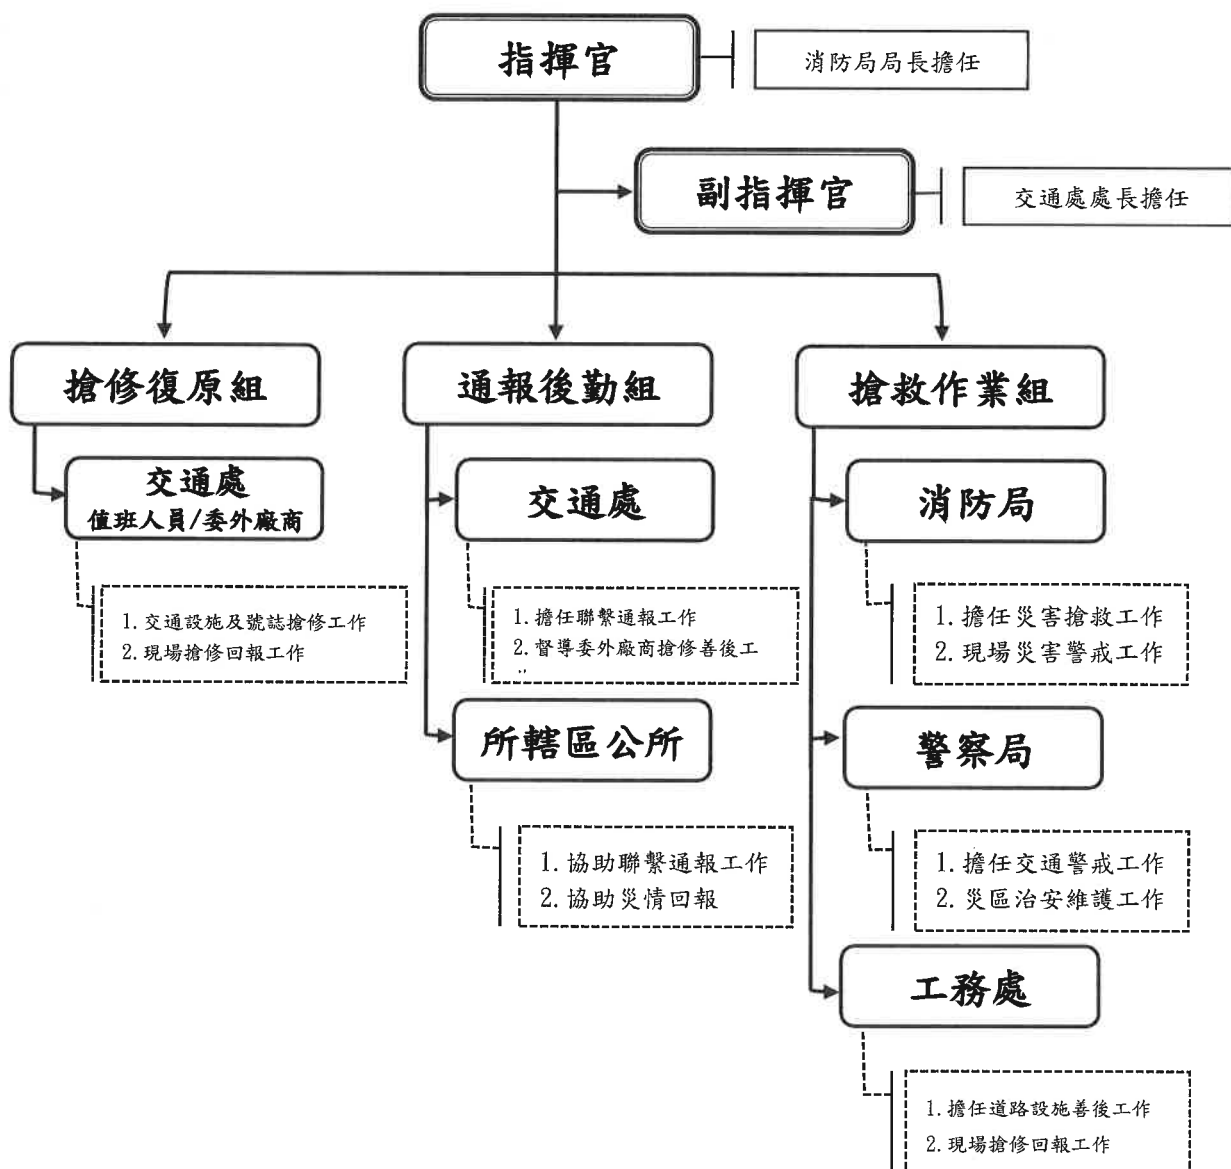 指揮官
消防局局長擔任
副指揮官
交通處處長擔任
搶修復原組
通報後勤組
搶救作業組
交通處
值班人員/委外廠商
1. 交通設施及號誌搶修工作
2. 現場搶修回報工作
交通處
1. 擔任聯繫通報工作
2. 督導委外廠商搶修善後工
所轄區公所
1. 協助聯繫通報工作
2. 協助災情回報
消防局
1. 擔任災害搶救工作
2. 現場災害警戒工作
警察局
1. 擔任交通警戒工作
2. 災區治安維護工作
工務處
1. 擔任道路設施善後工作
2. 現場搶修回報工作